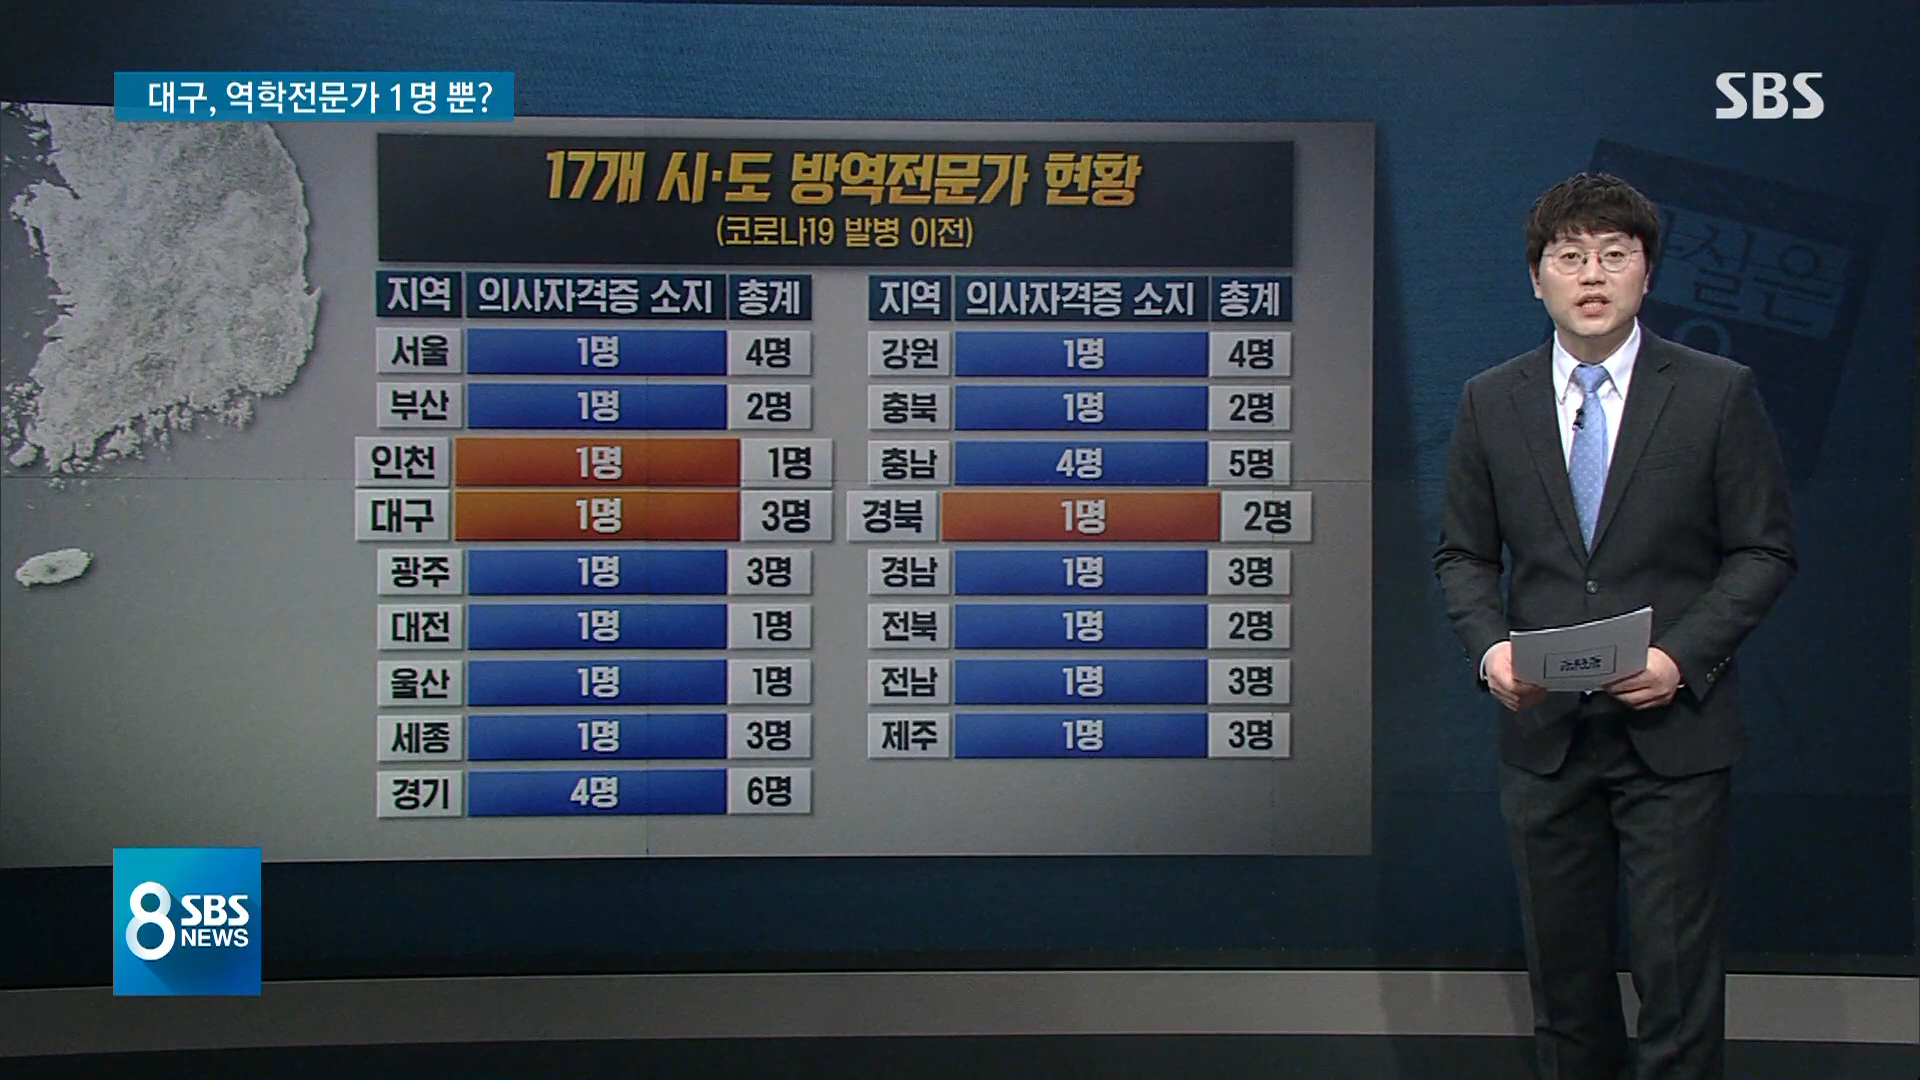 대구, 역학전문가 1명 뿐?
SBS
17개 시·도 방역전문가 현황
(코로나19 발병 이전)
지역 의사자격증 소지 총계
서울 1명 4명
부산 1명 2명
인천 1명 1명
대구 1명 3명
광주 1명 3명
대전 1명 1명
울산 1명 1명
세종 1명 3명
경기 4명 6명
지역 의사자격증 소지 총계
강원 1명 4명
충북 1명 2명
충남 4명 5명
경북 1명 2명
경남 1명 3명
전북 1명 2명
전남 1명 3명
제주 1명 3명
사실은
8 SBS
NEWS